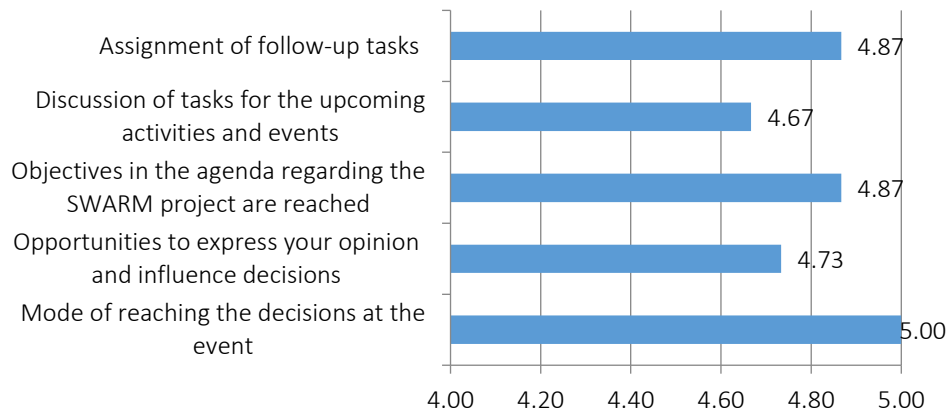 Assignment of follow-up tasks
4.87
Discussion of tasks for the upcoming
activities and events
4.67
Objectives in the agenda regarding the
SWARM project are reached
4.87
Opportunities to express your opinion
and influence decisions
4.73
Mode of reaching the decisions at the
event
5.00
4.00 4.20 4.40 4.60 4.80 5.00